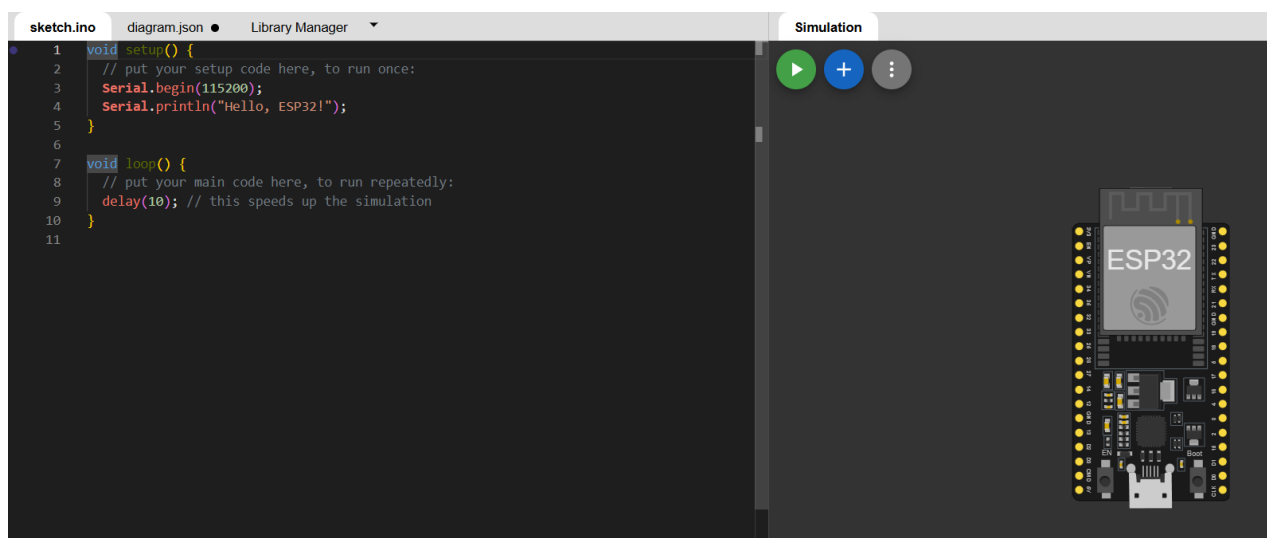 sketch.ino diagram.json ● Library Manager
Simulation
1 void setup() {
2 // put your setup code here, to run once:
3 Serial.begin(115200);
4 Serial.println("Hello, ESP32!");
5 }
6
7 void loop() {
8 // put your main code here, to run repeatedly:
9 delay(10); // this speeds up the simulation
10 }
11
ESP32
EN
Boot